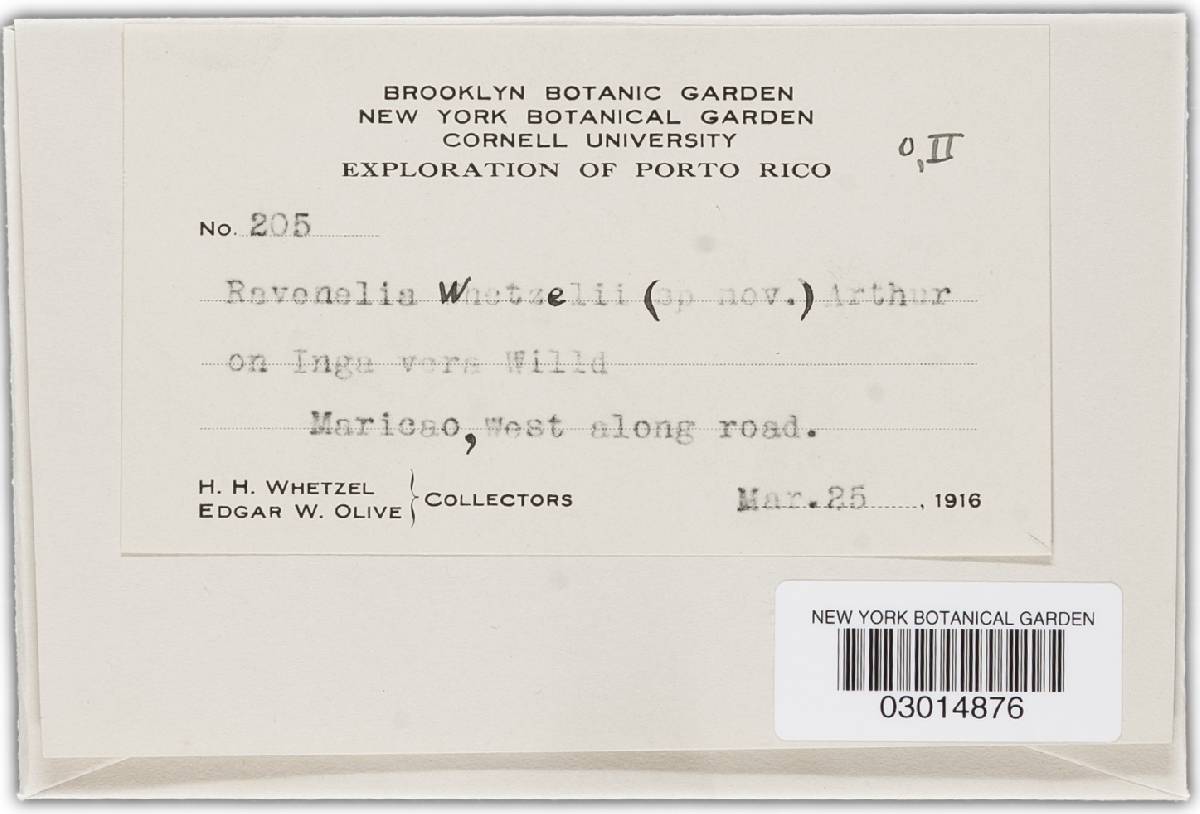 BROOKLYN BOTANIC GARDEN
NEW YORK BOTANICAL GARDEN
CORNELL UNIVERSITY
EXPLORATION OF PORTO RICO
O, II
No. 205
Ravenelia Whetzelii (sp nov.) Arthur
on Inga vera Willd
Maricao, West along road.
H. H. WHETZEL
EDGAR W. OLIVE } COLLECTORS
Mar. 25, 1916
NEW YORK BOTANICAL GARDEN
03014876